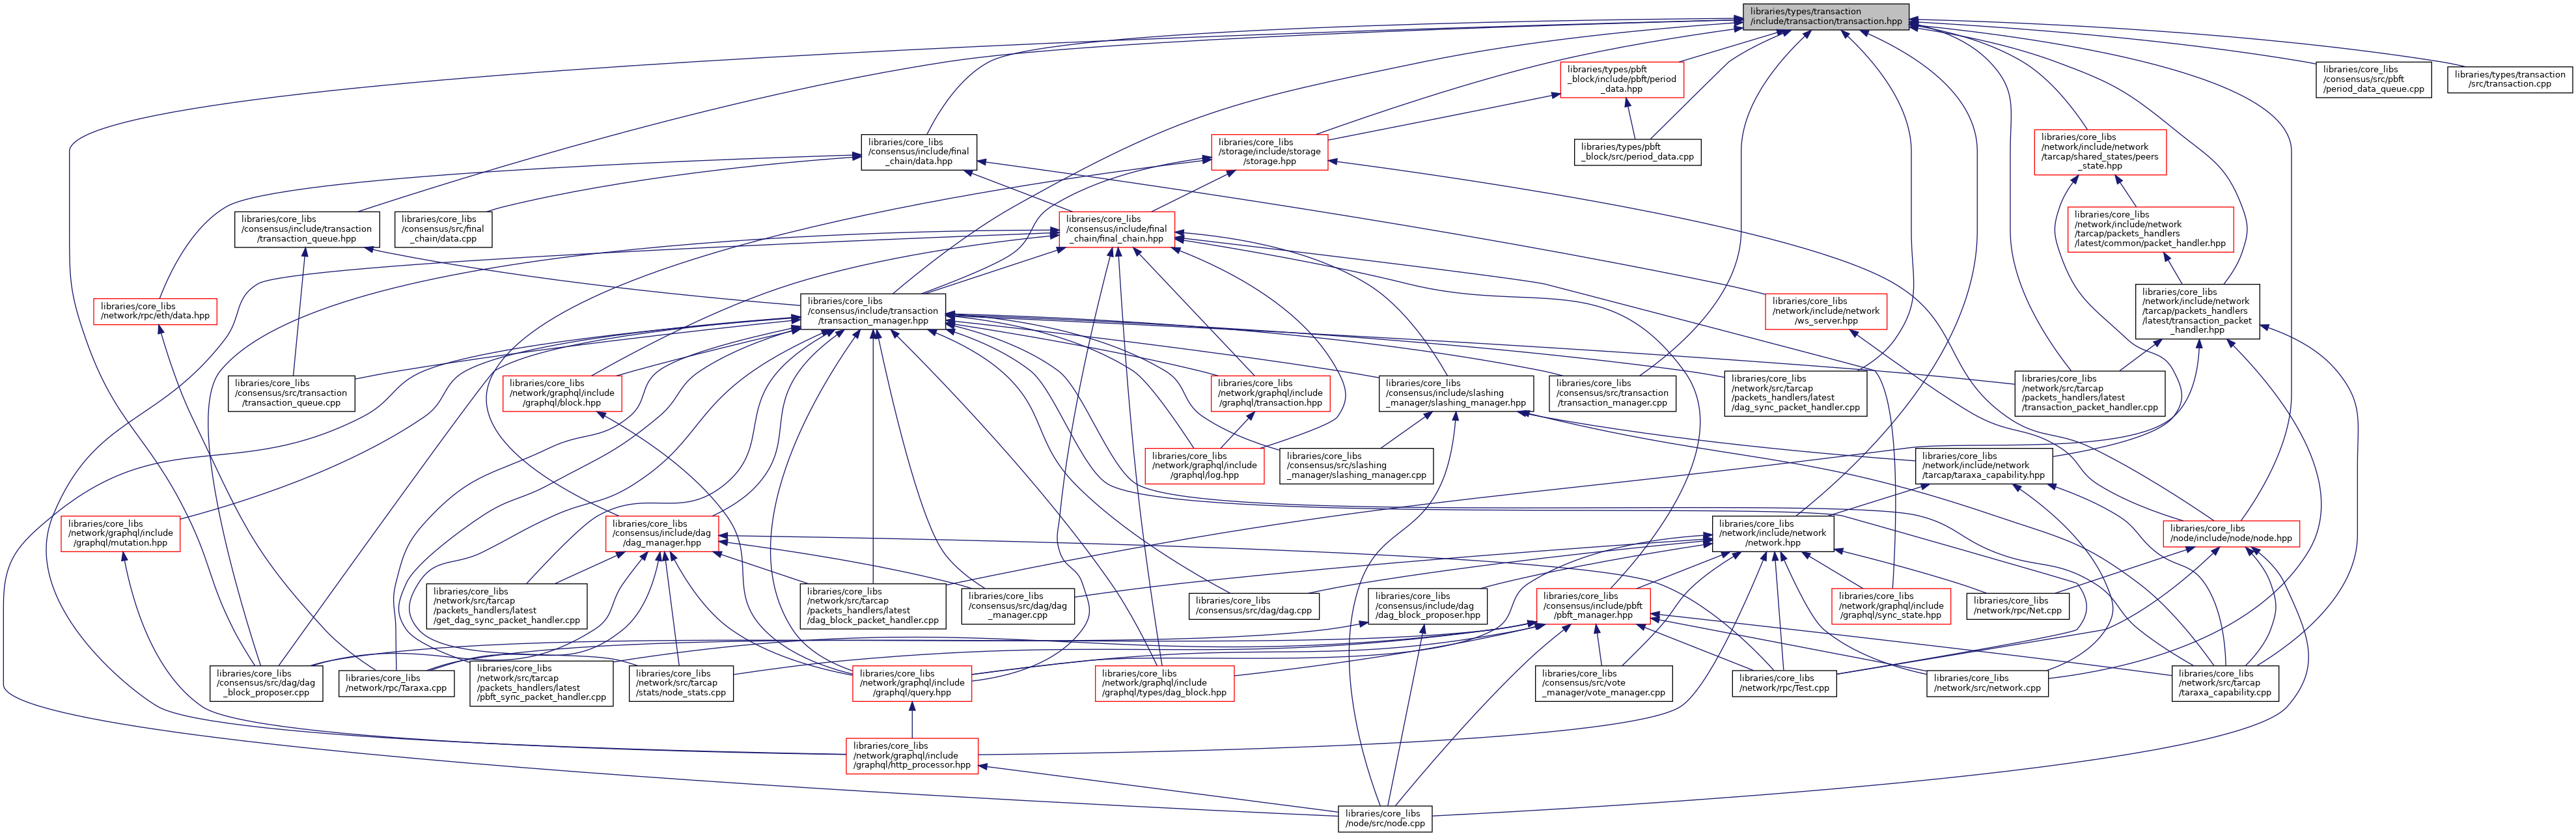 libraries/types/transaction
/include/transaction/transaction.hpp
libraries/types/pbft
_block/include/pbft/period
_data.hpp
libraries/core_libs
/consensus/src/pbft
/period_data_queue.cpp
libraries/types/transaction
/src/transaction.cpp
libraries/core_libs
/consensus/include/final
_chain/data.hpp
libraries/core_libs
/storage/include/storage
/storage.hpp
libraries/types/pbft
_block/src/period_data.cpp
libraries/core_libs
/network/include/network
/tarcap/shared_states/peers
_state.hpp
libraries/core_libs
/consensus/include/transaction
/transaction_queue.hpp
libraries/core_libs
/consensus/src/final
_chain/data.cpp
libraries/core_libs
/consensus/include/final
_chain/final_chain.hpp
libraries/core_libs
/network/include/network
/tarcap/packets_handlers
/latest/common/packet_handler.hpp
libraries/core_libs
/network/rpc/eth/data.hpp
libraries/core_libs
/consensus/include/transaction
/transaction_manager.hpp
libraries/core_libs
/network/include/network
/ws_server.hpp
libraries/core_libs
/network/include/network
/tarcap/packets_handlers
/latest/transaction_packet
_handler.hpp
libraries/core_libs
/consensus/src/transaction
/transaction_queue.cpp
libraries/core_libs
/network/graphql/include
/graphql/block.hpp
libraries/core_libs
/network/graphql/include
/graphql/transaction.hpp
libraries/core_libs
/consensus/include/slashing
_manager/slashing_manager.hpp
libraries/core_libs
/consensus/src/transaction
/transaction_manager.cpp
libraries/core_libs
/network/src/tarcap
/packets_handlers/latest
/dag_sync_packet_handler.cpp
libraries/core_libs
/network/src/tarcap
/packets_handlers/latest
/transaction_packet_handler.cpp
libraries/core_libs
/network/graphql/include
/graphql/log.hpp
libraries/core_libs
/consensus/src/slashing
_manager/slashing_manager.cpp
libraries/core_libs
/network/include/network
/tarcap/taraxa_capability.hpp
libraries/core_libs
/network/graphql/include
/graphql/mutation.hpp
libraries/core_libs
/consensus/include/dag
/dag_manager.hpp
libraries/core_libs
/network/include/network
/network.hpp
libraries/core_libs
/node/include/node/node.hpp
libraries/core_libs
/network/src/tarcap
/packets_handlers/latest
/get_dag_sync_packet_handler.cpp
libraries/core_libs
/network/src/tarcap
/packets_handlers/latest
/dag_block_packet_handler.cpp
libraries/core_libs
/consensus/src/dag/dag
_manager.cpp
libraries/core_libs
/consensus/src/dag/dag.cpp
libraries/core_libs
/consensus/include/dag
/dag_block_proposer.hpp
libraries/core_libs
/consensus/include/pbft
/pbft_manager.hpp
libraries/core_libs
/network/graphql/include
/graphql/sync_state.hpp
libraries/core_libs
/network/rpc/Net.cpp
libraries/core_libs
/consensus/src/dag/dag
_block_proposer.cpp
libraries/core_libs
/network/rpc/Taraxa.cpp
libraries/core_libs
/network/src/tarcap
/packets_handlers/latest
/pbft_sync_packet_handler.cpp
libraries/core_libs
/network/src/tarcap
/stats/node_stats.cpp
libraries/core_libs
/network/graphql/include
/graphql/query.hpp
libraries/core_libs
/network/graphql/include
/graphql/types/dag_block.hpp
libraries/core_libs
/consensus/src/vote
_manager/vote_manager.cpp
libraries/core_libs
/network/rpc/Test.cpp
libraries/core_libs
/network/src/network.cpp
libraries/core_libs
/network/src/tarcap
/taraxa_capability.cpp
libraries/core_libs
/network/graphql/include
/graphql/http_processor.hpp
libraries/core_libs
/node/src/node.cpp